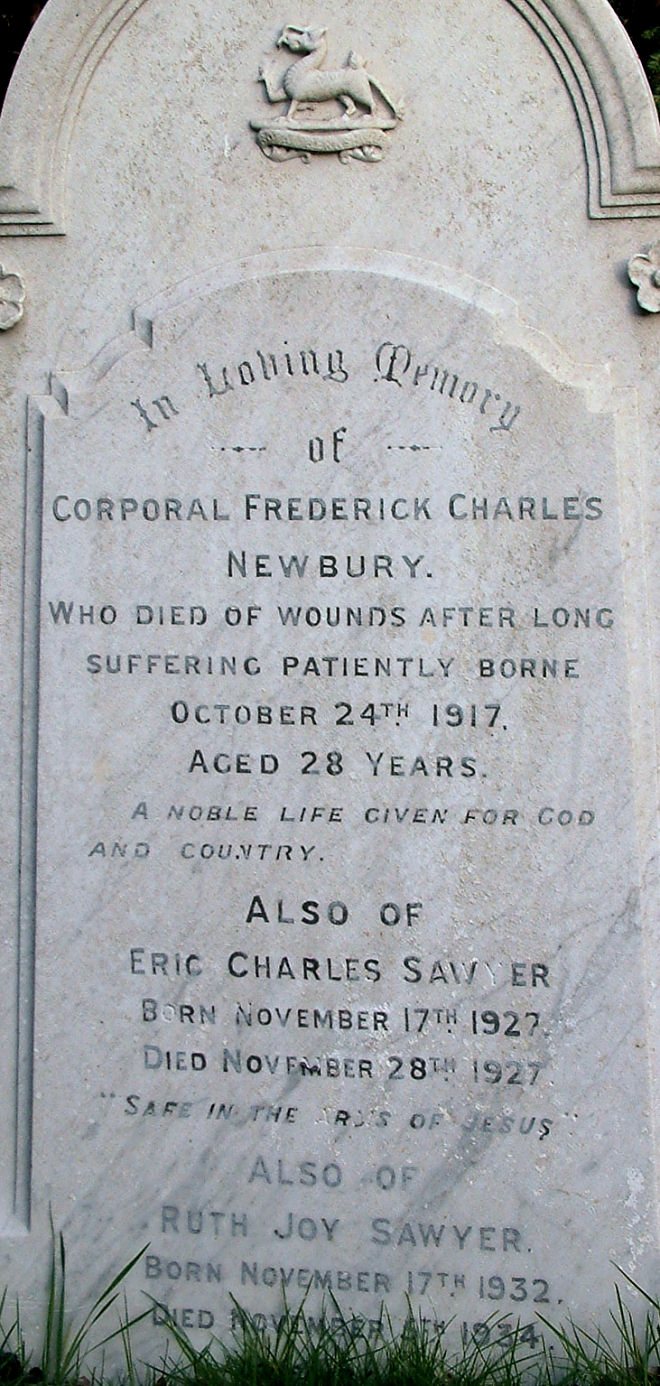 In Loving Memory
of
CORPORAL FREDERICK CHARLES
NEWBURY.
WHO DIED OF WOUNDS AFTER LONG
SUFFERING PATIENTLY BORNE
OCTOBER 24TH 1917.
AGED 28 YEARS.
A NOBLE LIFE GIVEN FOR GOD
AND COUNTRY.
ALSO OF
ERIC CHARLES SAWYER
BORN NOVEMBER 17TH 1927.
DIED NOVEMBER 28TH 1927
"SAFE IN THE ARMS OF JESUS"
ALSO OF
RUTH JOY SAWYER.
BORN NOVEMBER 17TH 1932.
DIED NOVEMBER 1934.